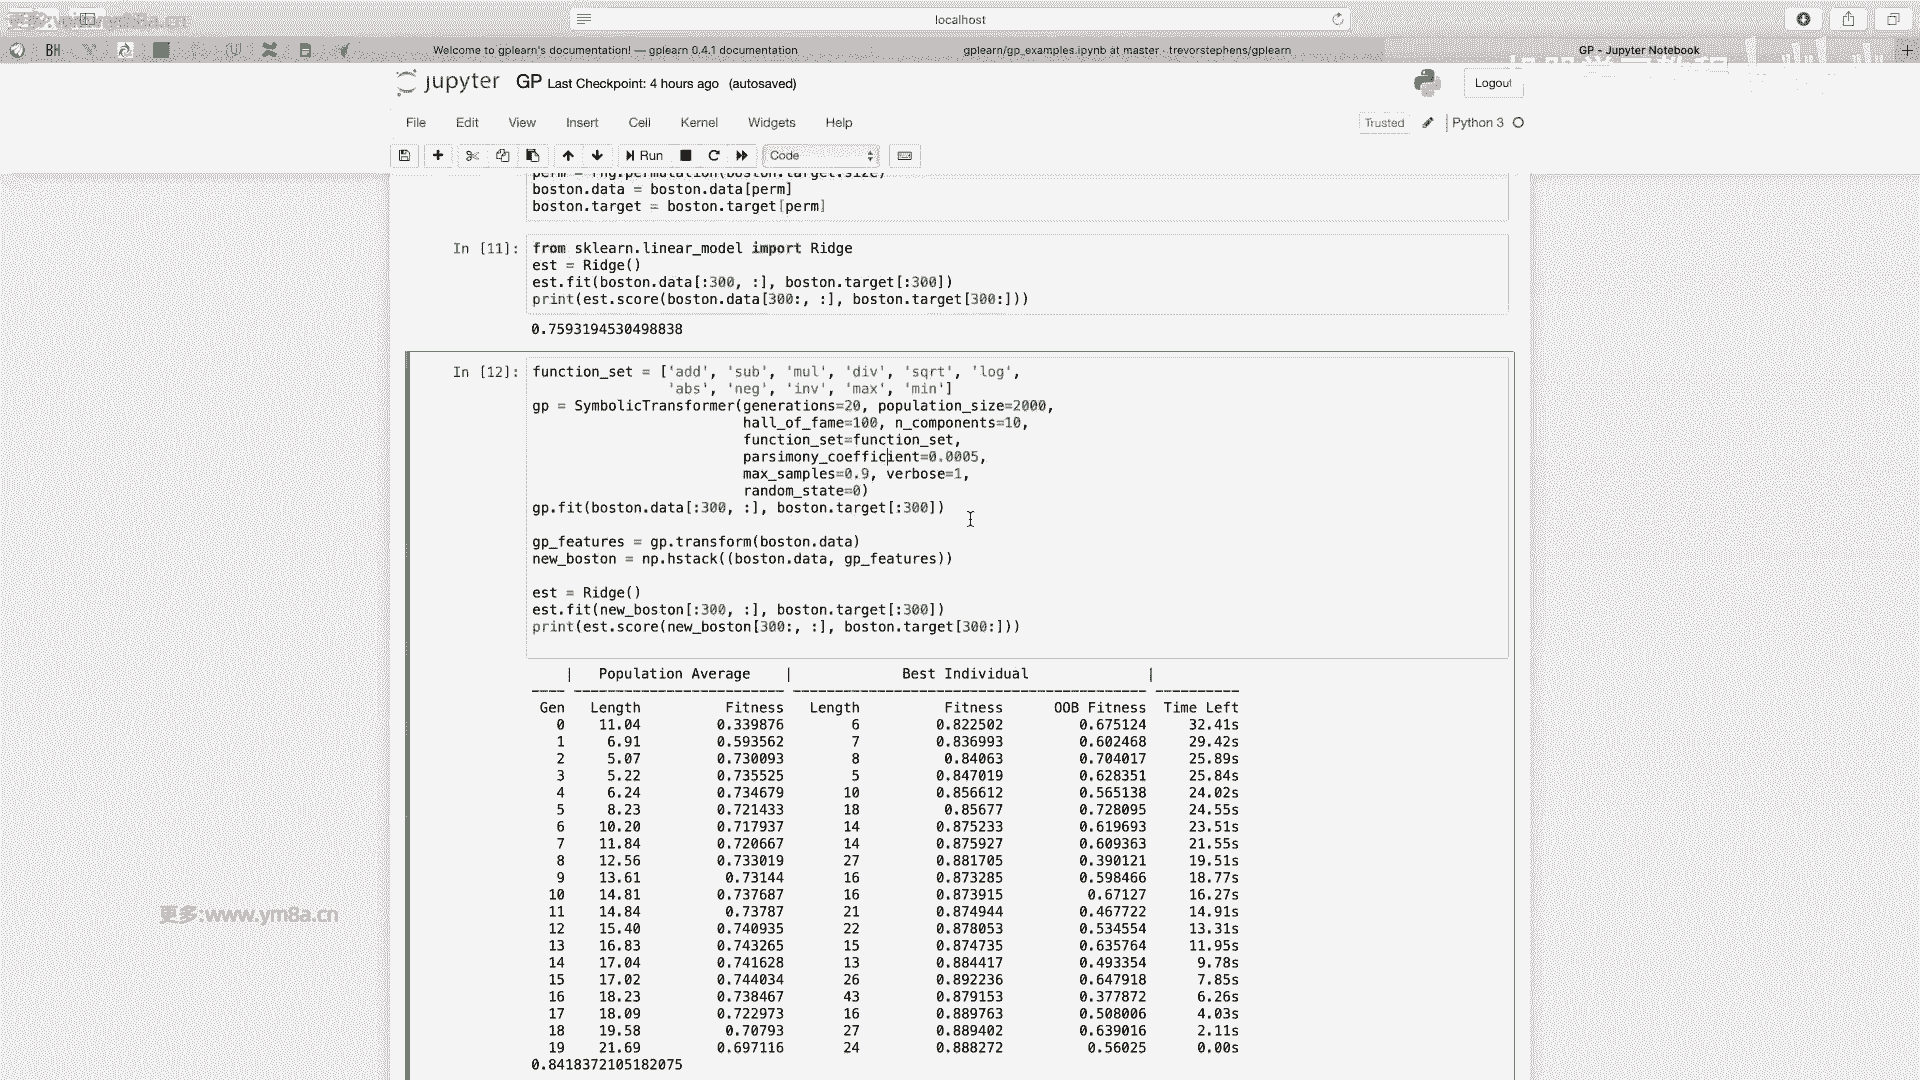 localhost
BH
Welcome to gplearn's documentation! — gplearn 0.4.1 documentation
gplearn/gp_examples.ipynb at master · trevorstephens/gplearn
GP - Jupyter Notebook
jupyter GP Last Checkpoint: 4 hours ago (autosaved)
Logout
File Edit View Insert Cell Kernel Widgets Help
Trusted
Python 3
Run
Code
perm = rng.permutation(boston.target.size)
boston.data = boston.data[perm]
boston.target = boston.target[perm]
In [11]: from sklearn.linear_model import Ridge
est = Ridge()
est.fit(boston.data[:300, :], boston.target[:300])
print(est.score(boston.data[300:, :], boston.target[300:]))
0.7593194530498838
In [12]: function_set = ['add', 'sub', 'mul', 'div', 'sqrt', 'log',
'abs', 'neg', 'inv', 'max', 'min']
gp = SymbolicTransformer(generations=20, population_size=2000,
hall_of_fame=100, n_components=10,
function_set=function_set,
parsimony_coefficient=0.0005,
max_samples=0.9, verbose=1,
random_state=0)
gp.fit(boston.data[:300, :], boston.target[:300])
gp_features = gp.transform(boston.data)
new_boston = np.hstack((boston.data, gp_features))
est = Ridge()
est.fit(new_boston[:300, :], boston.target[:300])
print(est.score(new_boston[300:, :], boston.target[300:]))
| Population Average | Best Individual |
---- ------------------------- ------------------------------------------ ----------
Gen Length Fitness Length Fitness OOB Fitness Time Left
0 11.04 0.339876 6 0.822502 0.675124 32.41s
1 6.91 0.593562 7 0.836993 0.602468 29.42s
2 5.07 0.730093 8 0.84063 0.704017 25.89s
3 5.22 0.735525 5 0.847019 0.628351 25.84s
4 6.24 0.734679 10 0.856612 0.565138 24.02s
5 8.23 0.721433 18 0.85677 0.728095 24.55s
6 10.20 0.717937 14 0.875233 0.619693 23.51s
7 11.84 0.720667 14 0.875927 0.609363 21.55s
8 12.56 0.733019 27 0.881705 0.390121 19.51s
9 13.61 0.73144 16 0.873285 0.598466 18.77s
10 14.81 0.737687 16 0.873915 0.67127 16.27s
11 14.84 0.73787 21 0.874944 0.467722 14.91s
12 15.40 0.740935 22 0.878053 0.534554 13.31s
13 16.83 0.743265 15 0.874735 0.635764 11.95s
14 17.04 0.741628 13 0.884417 0.493354 9.78s
15 17.02 0.744034 26 0.892236 0.647918 7.85s
16 18.23 0.738467 43 0.879153 0.377872 6.26s
17 18.09 0.722973 16 0.889763 0.508006 4.03s
18 19.58 0.70793 27 0.889402 0.639016 2.11s
19 21.69 0.697116 24 0.888272 0.56025 0.00s
0.8418372105182075
更多:www.ym8a.cn